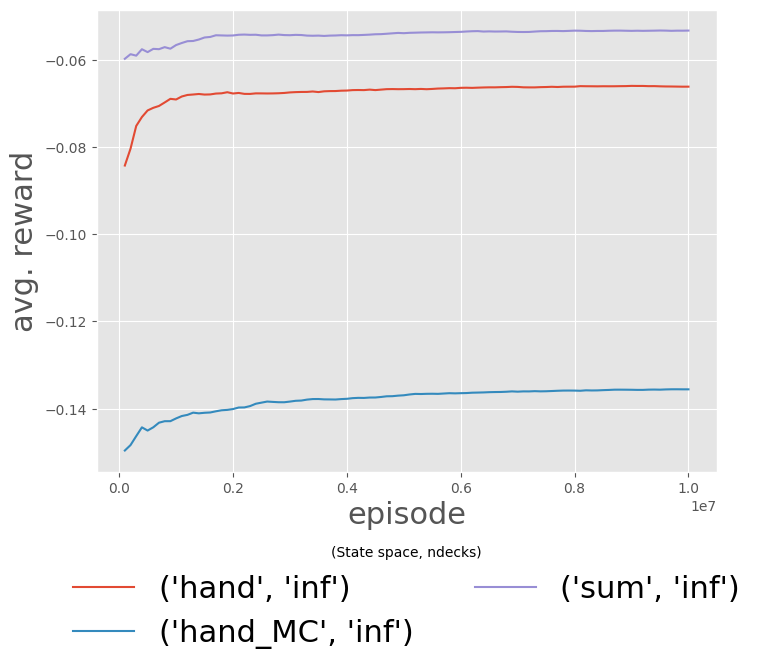 −0.06
−0.08
−0.10
−0.12
−0.14
avg. reward
0.0 0.2 0.4 0.6 0.8 1.0
1e7
episode
(State space, ndecks)
('hand', 'inf') ('sum', 'inf')
('hand_MC', 'inf')